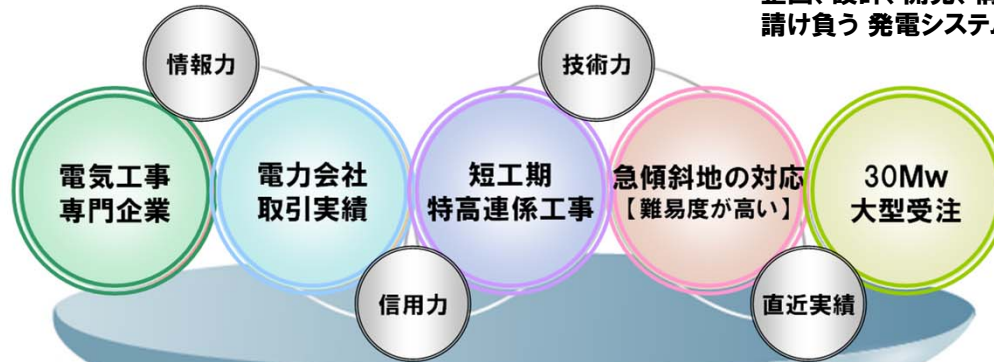 請け負う 発電システム
情報力
技術力
電気工事
専門企業
電力会社
取引実績
短工期
特高連係工事
急傾斜地の対応
【難易度が高い】
30Mw
大型受注
信用力
直近実績